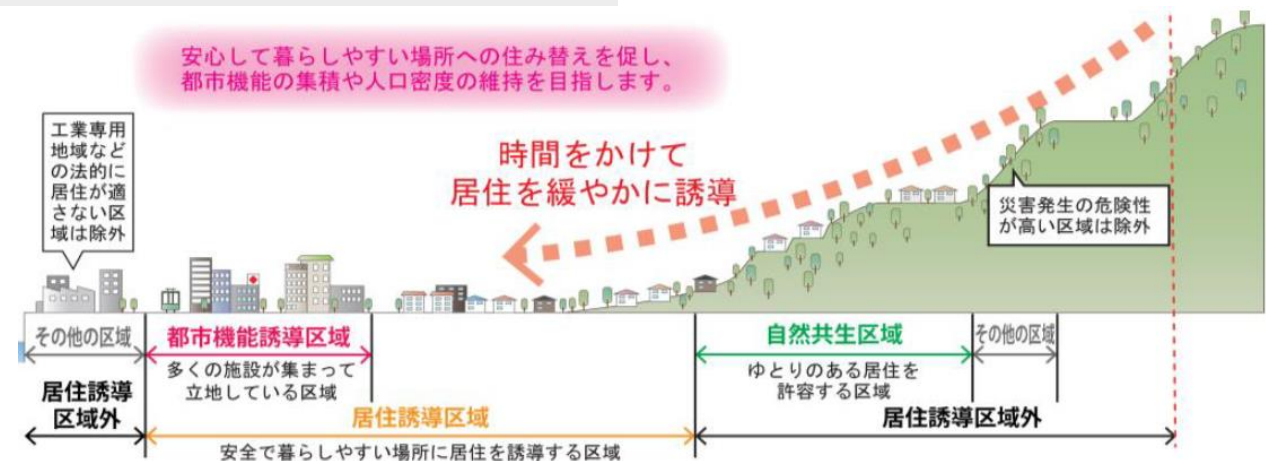 安心して暮らしやすい場所への住み替えを促し、
都市機能の集積や人口密度の維持を目指します。
工業専用
地域など
の法的に
居住が適
さない区
域は除外
時間をかけて
居住を緩やかに誘導
災害発生の危険性
が高い区域は除外
その他の区域
都市機能誘導区域
多くの施設が集まって
立地している区域
自然共生区域
ゆとりのある居住を
許容する区域
その他の区域
居住誘導
区域外
居住誘導区域
安全で暮らしやすい場所に居住を誘導する区域
居住誘導区域外